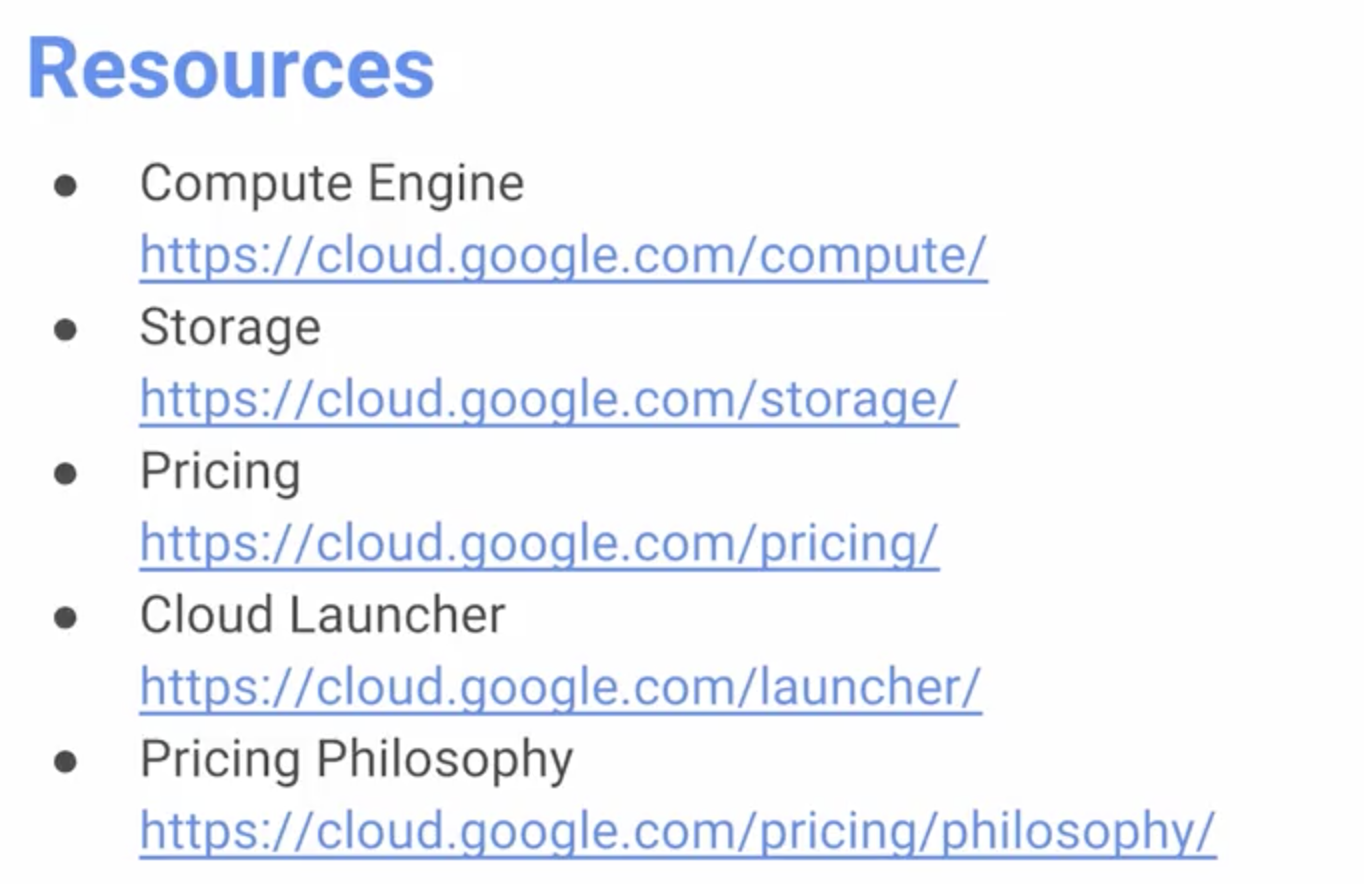 Resources
● Compute Engine
https://cloud.google.com/compute/
● Storage
https://cloud.google.com/storage/
● Pricing
https://cloud.google.com/pricing/
● Cloud Launcher
https://cloud.google.com/launcher/
● Pricing Philosophy
https://cloud.google.com/pricing/philosophy/